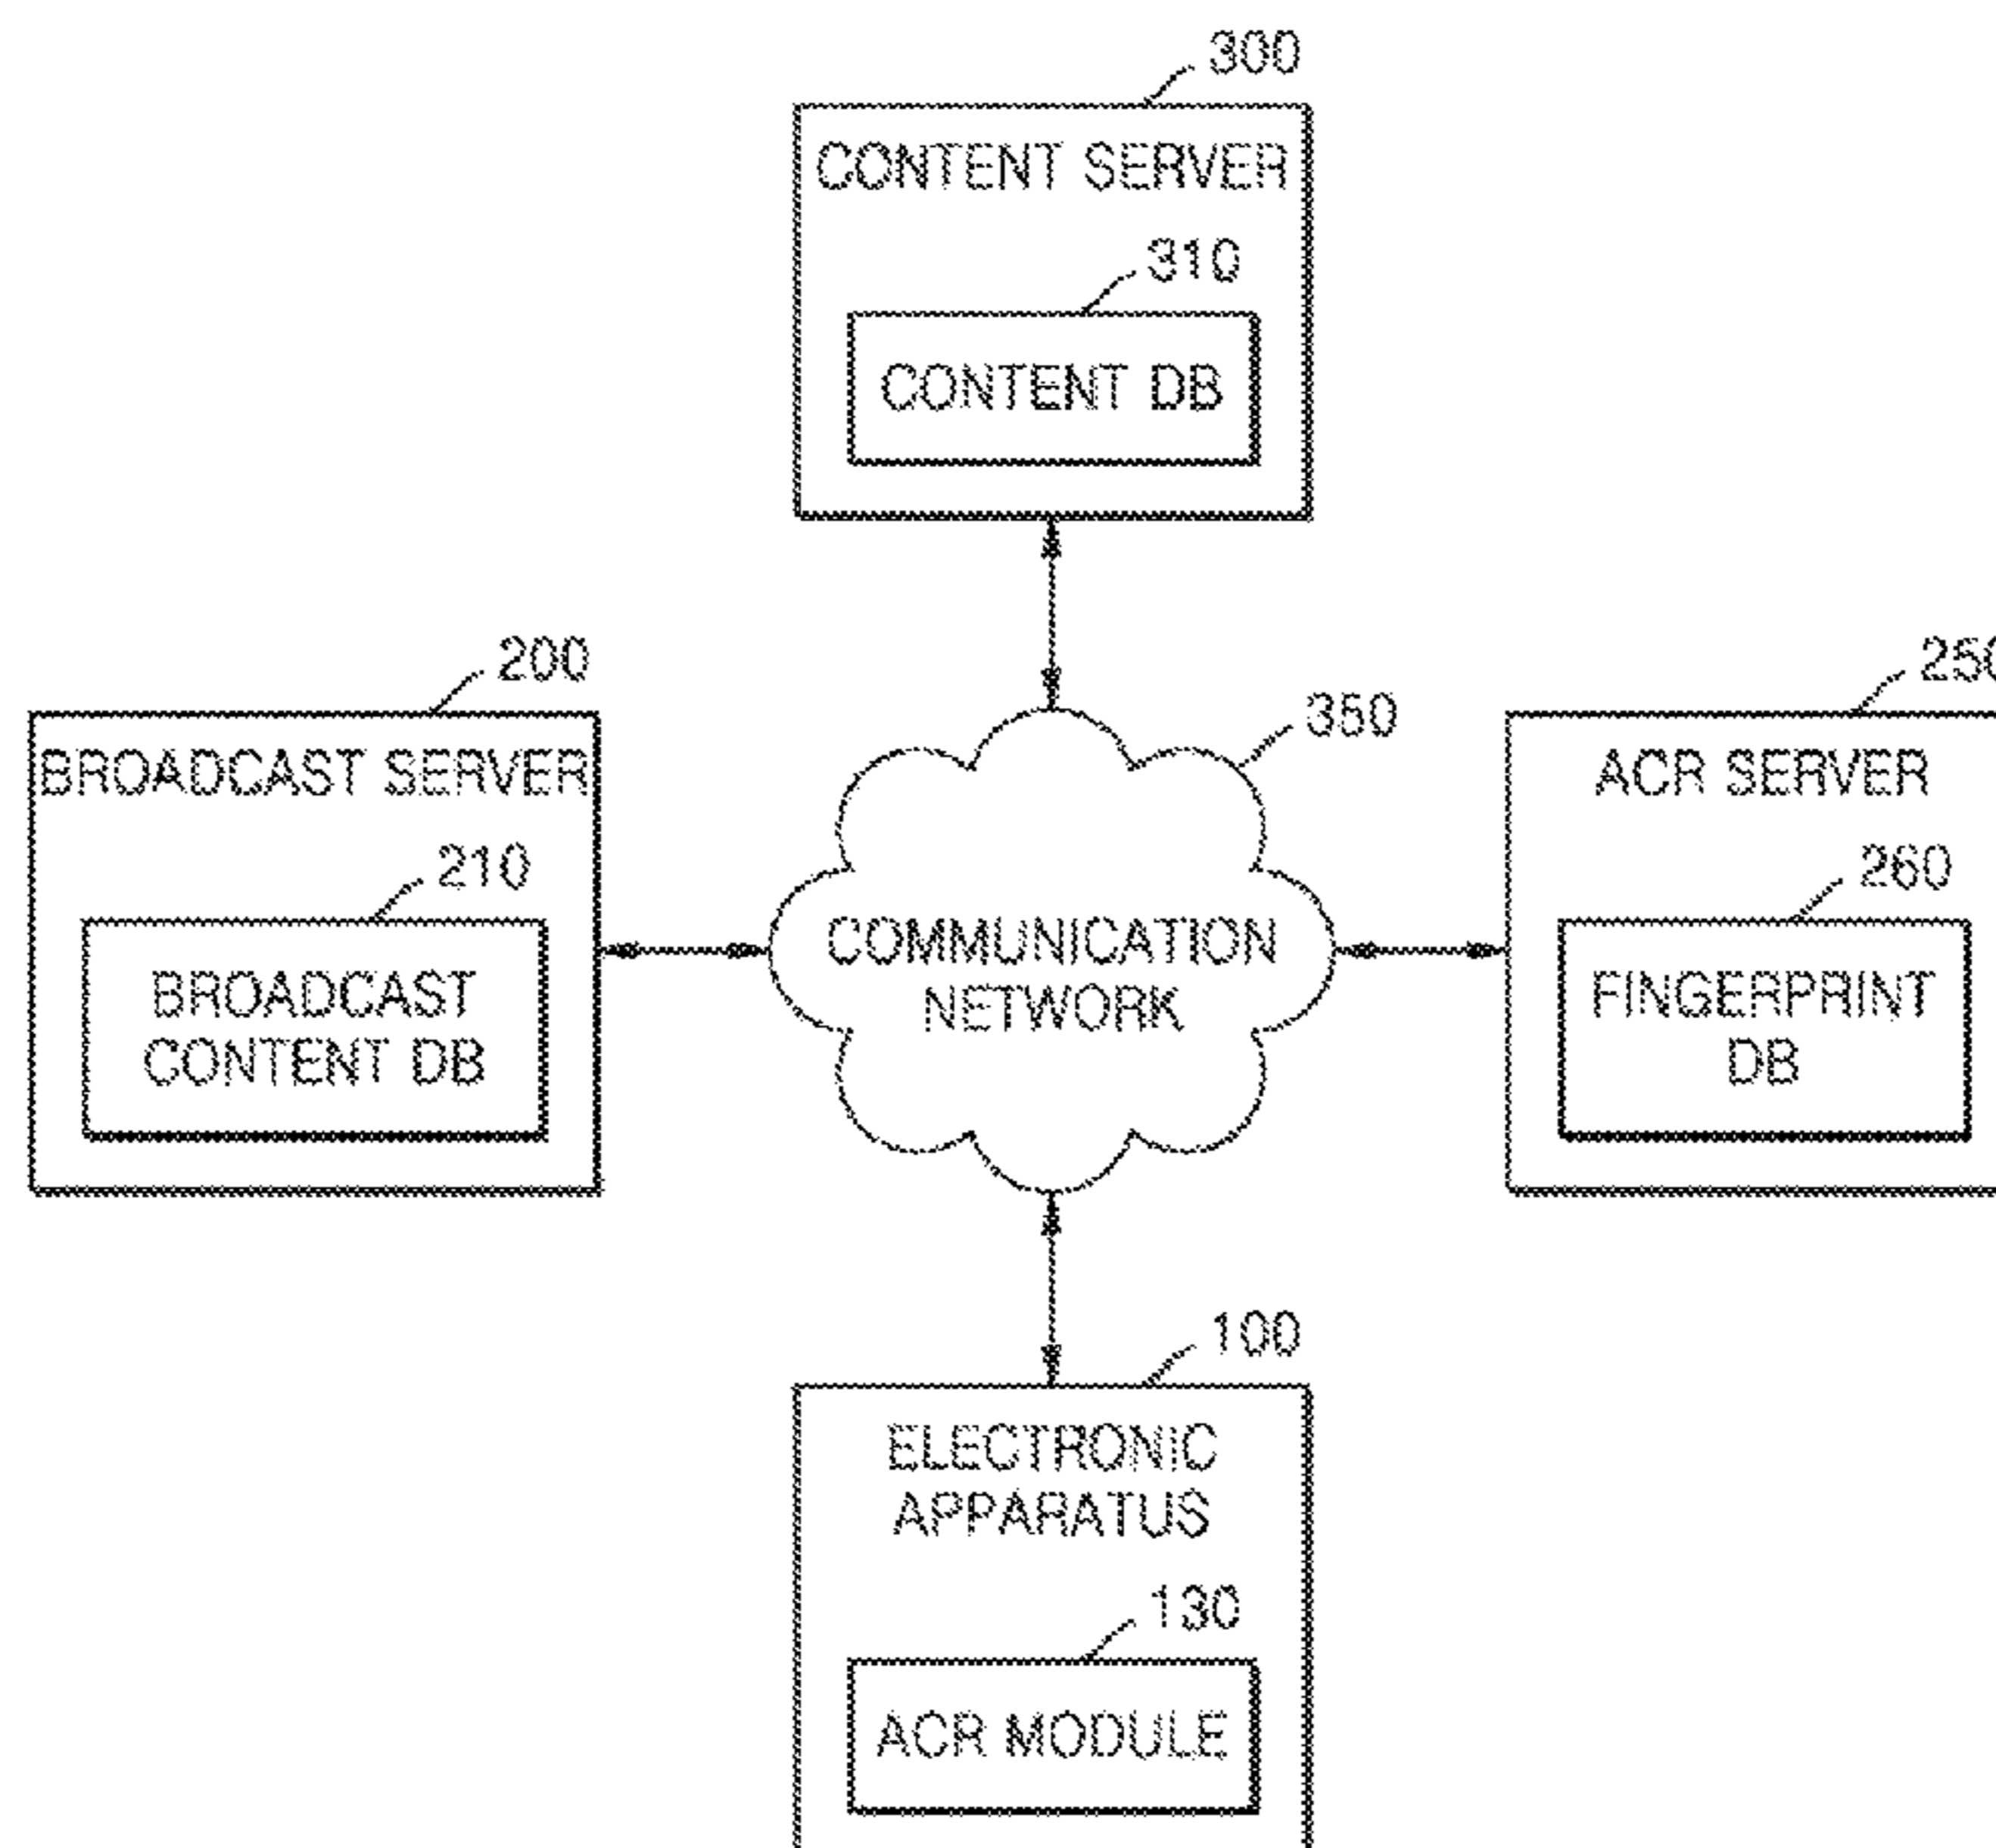 300
CONTENT SERVER
310
CONTENT DB
200
BROADCAST SERVER
210
BROADCAST
CONTENT DB
350
COMMUNICATION
NETWORK
250
ACR SERVER
260
FINGERPRINT
DB
100
ELECTRONIC
APPARATUS
130
ACR MODULE